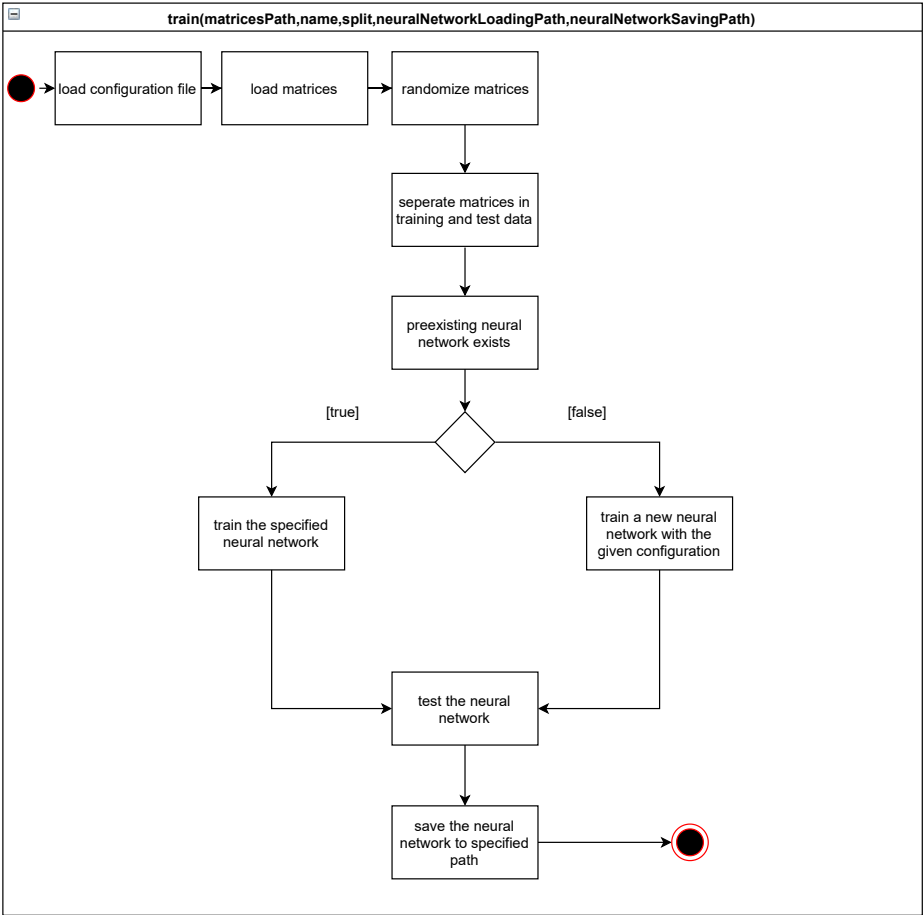 train(matricesPath,name,split,neuralNetworkLoadingPath,neuralNetworkSavingPath)
load configuration file
load matrices
randomize matrices
seperate matrices in
training and test data
preexisting neural
network exists
[true]
[false]
train the specified
neural network
train a new neural
network with the
given configuration
test the neural
network
save the neural
network to specified
path